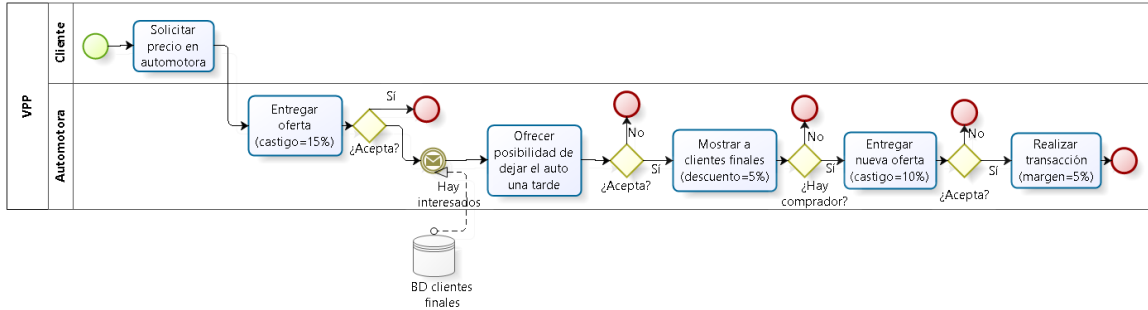 VPP
Cliente
Solicitar
precio en
automotora
Automotora
Entregar
oferta
(castigo=15%)
Sí
¿Acepta?
Hay
interesados
BD clientes
finales
Ofrecer
posibilidad de
dejar el auto
una tarde
No
Sí
¿Acepta?
Mostrar a
clientes finales
(descuento=5%)
No
Sí
¿Hay
comprador?
Entregar
nueva oferta
(castigo=10%)
No
Sí
¿Acepta?
Realizar
transacción
(margen=5%)